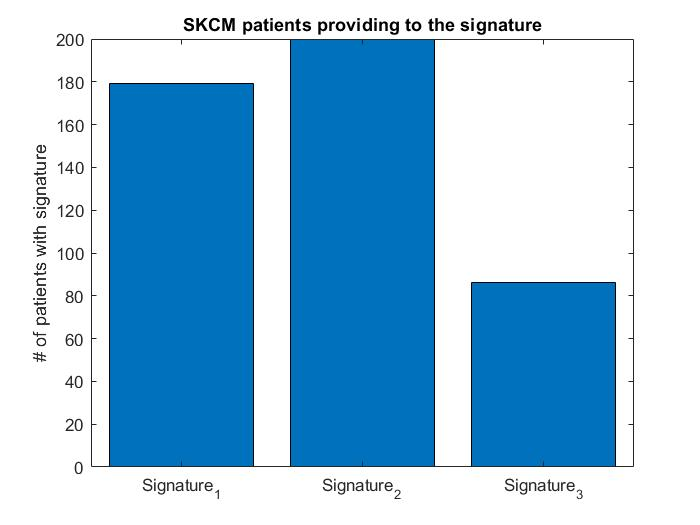 SKCM patients providing to the signature
# of patients with signature
200
180
160
140
120
100
80
60
40
20
0
Signature₁
Signature₂
Signature₃